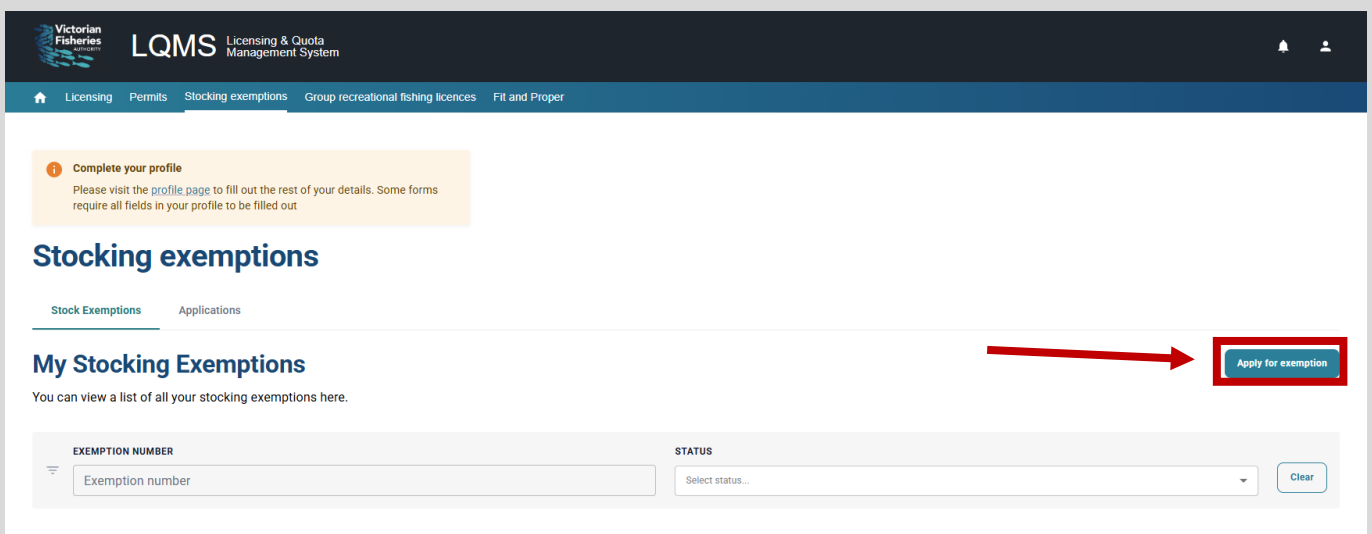 Victorian
Fisheries
AUTHORITY
LQMS Licensing & Quota
Management System
Licensing Permits Stocking exemptions Group recreational fishing licences Fit and Proper
Complete your profile
Please visit the profile page to fill out the rest of your details. Some forms
require all fields in your profile to be filled out
Stocking exemptions
Stock Exemptions Applications
My Stocking Exemptions
Apply for exemption
You can view a list of all your stocking exemptions here.
EXEMPTION NUMBER STATUS
Exemption number Select status... Clear